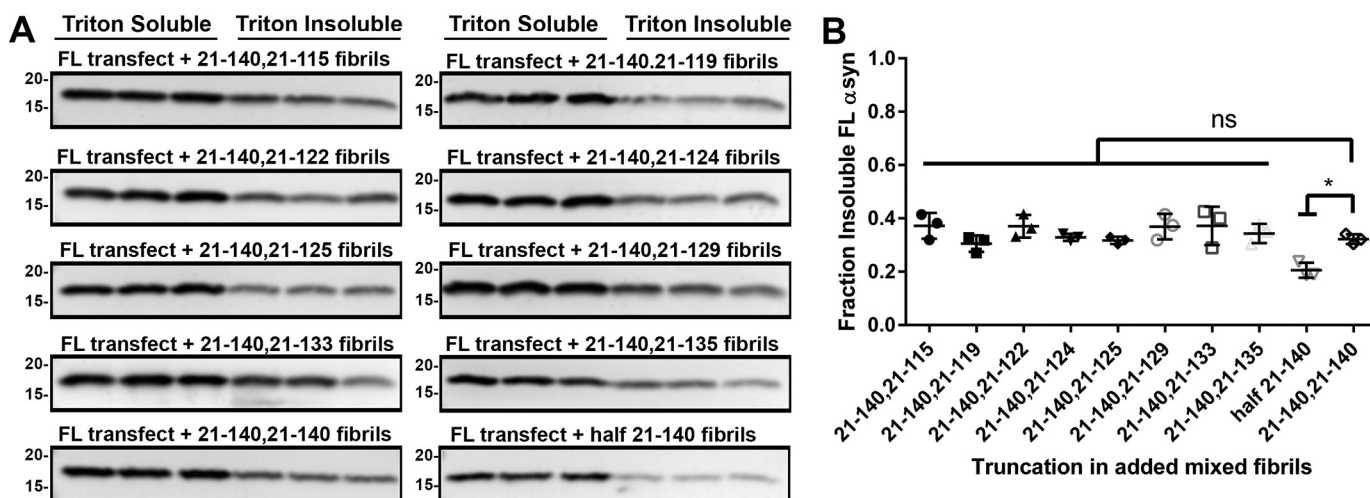 A
Triton Soluble Triton Insoluble
FL transfect + 21-140,21-115 fibrils
20-
15-
FL transfect + 21-140,21-122 fibrils
20-
15-
FL transfect + 21-140,21-125 fibrils
20-
15-
FL transfect + 21-140,21-133 fibrils
20-
15-
FL transfect + 21-140,21-140 fibrils
20-
15-
Triton Soluble Triton Insoluble
FL transfect + 21-140.21-119 fibrils
20-
15-
FL transfect + 21-140,21-124 fibrils
20-
15-
FL transfect + 21-140,21-129 fibrils
20-
15-
FL transfect + 21-140,21-135 fibrils
20-
15-
FL transfect + half 21-140 fibrils
20-
15-
B
Fraction Insoluble FL αsyn
1.0
0.8
0.6
0.4
0.2
0.0
ns
*
21-140,21-115
21-140,21-119
21-140,21-122
21-140,21-124
21-140,21-125
21-140,21-129
21-140,21-133
21-140,21-135
half 21-140
21-140,21-140
Truncation in added mixed fibrils